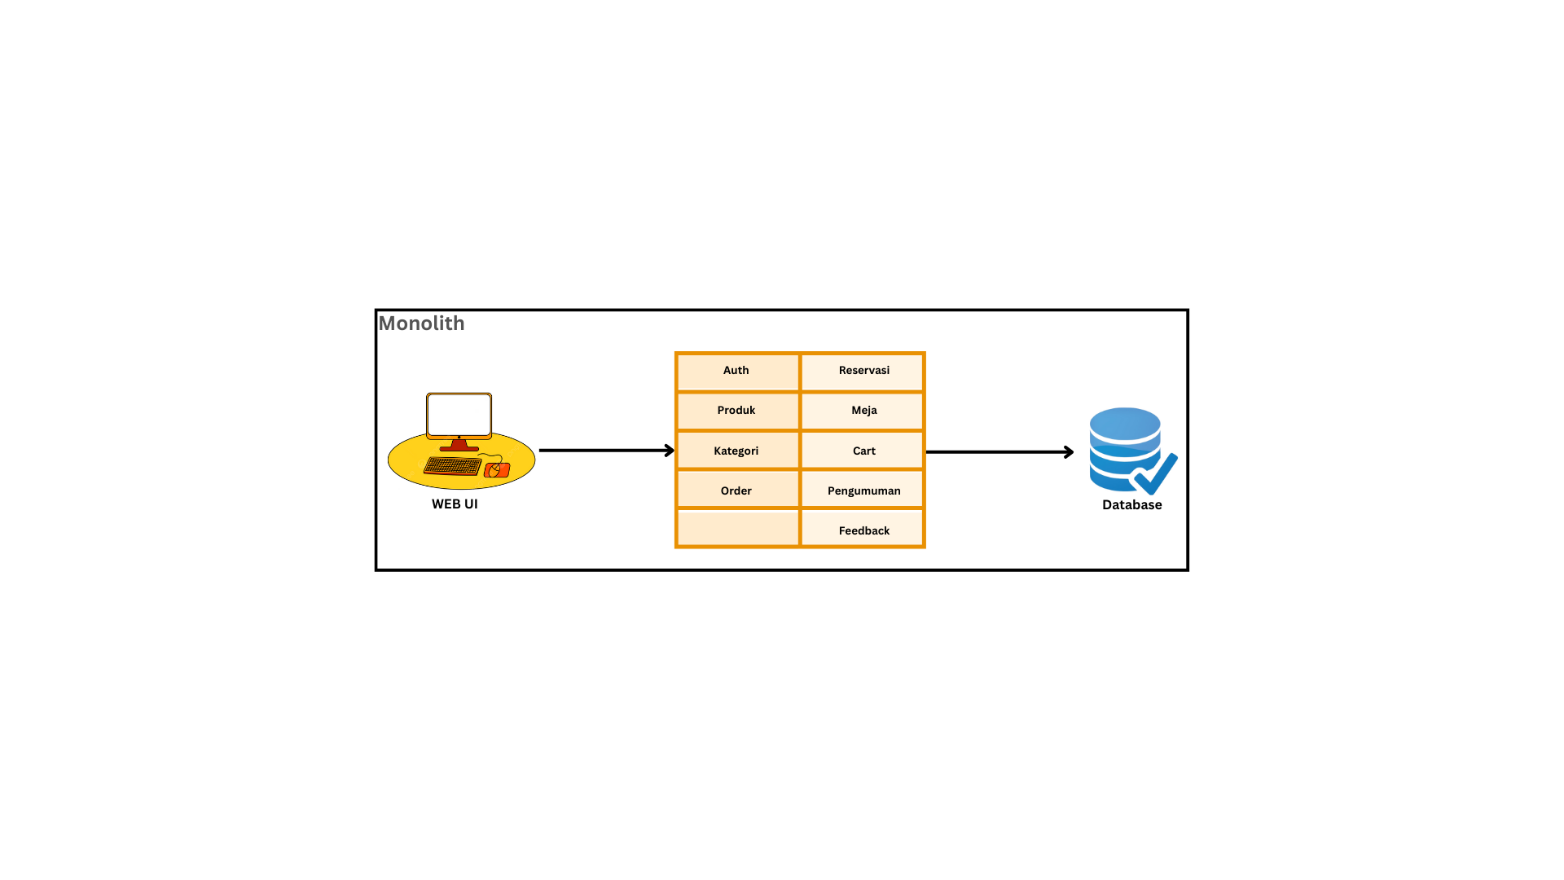 Monolith
Auth
Reservasi
Produk
Meja
Kategori
Cart
Order
Pengumuman
Feedback
WEB UI
Database